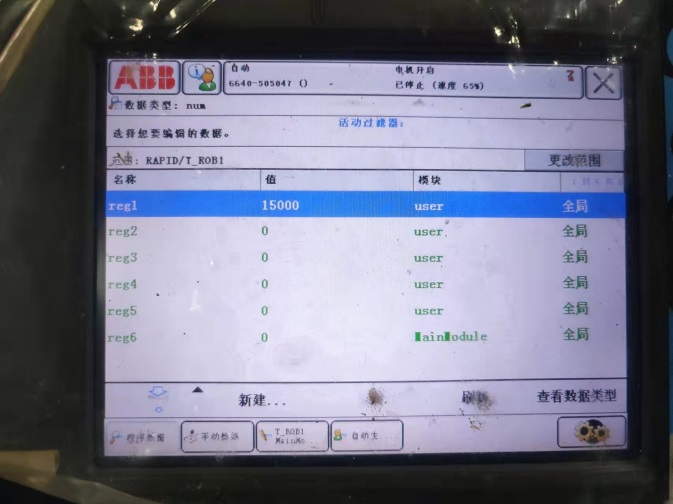 ABB
自动
电机开启
6640-505047 ()
已停止 (速度 65%)
数据类型: num
活动过滤器:
选择想要编辑的数据。
范围: RAPID/T_ROB1
更改范围
名称 值 模块
reg1 15000 user 全局
reg2 0 user 全局
reg3 0 user 全局
reg4 0 user 全局
reg5 0 user 全局
reg6 0 MainModule 全局
新建... 刷新 查看数据类型
程序数据 手动操纵 T_ROB1 自动生
MainMo